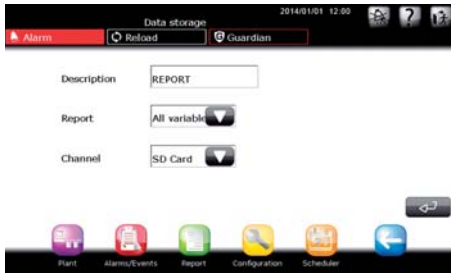 Data storage
2014/01/01 12:00
?
Alarm
Reload
Guardian
Description
REPORT
Report
All variable
Channel
SD Card
Plant
Alarms/Events
Report
Configuration
Scheduler